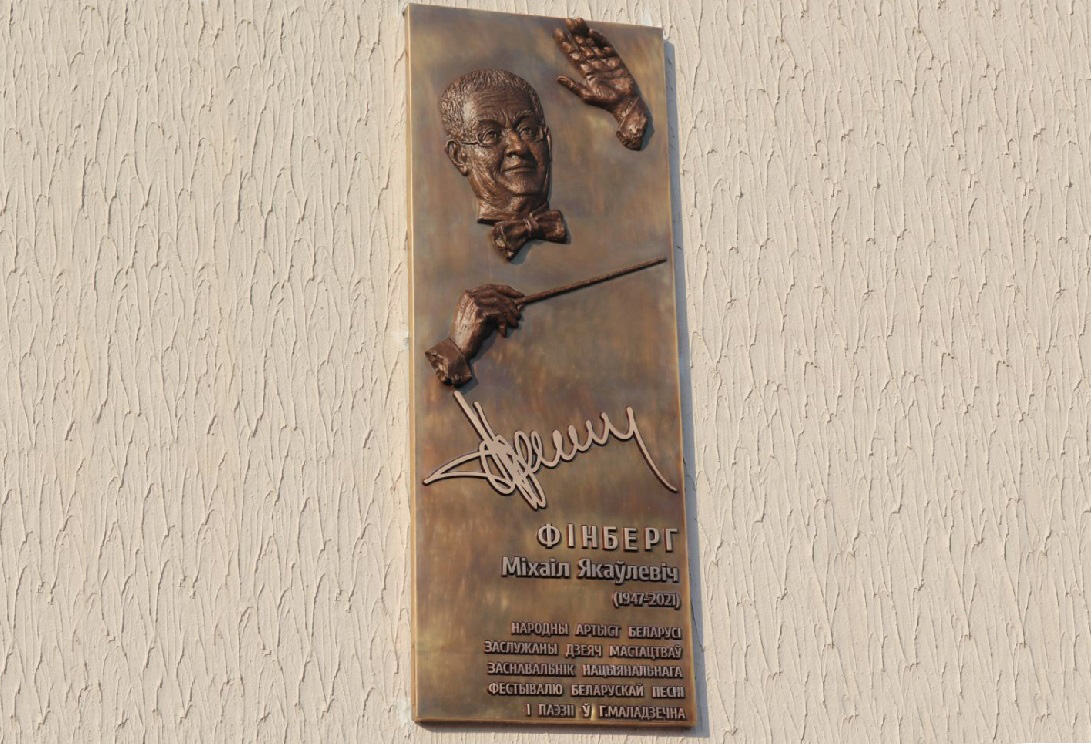 ФІНБЕРГ
Міхаіл Якаўлевіч
(1947-2021)
НАРОДНЫ АРТЫСТ БЕЛАРУСІ
ЗАСЛУЖАНЫ ДЗЕЯЧ МАСТАЦТВАЎ
ЗАСНАВАЛЬНІК НАЦЫЯНАЛЬНАГА
ФЕСТЫВАЛЮ БЕЛАРУСКАЙ ПЕСНІ
І ПАЭЗІІ Ў Г.МАЛАДЗЕЧНА